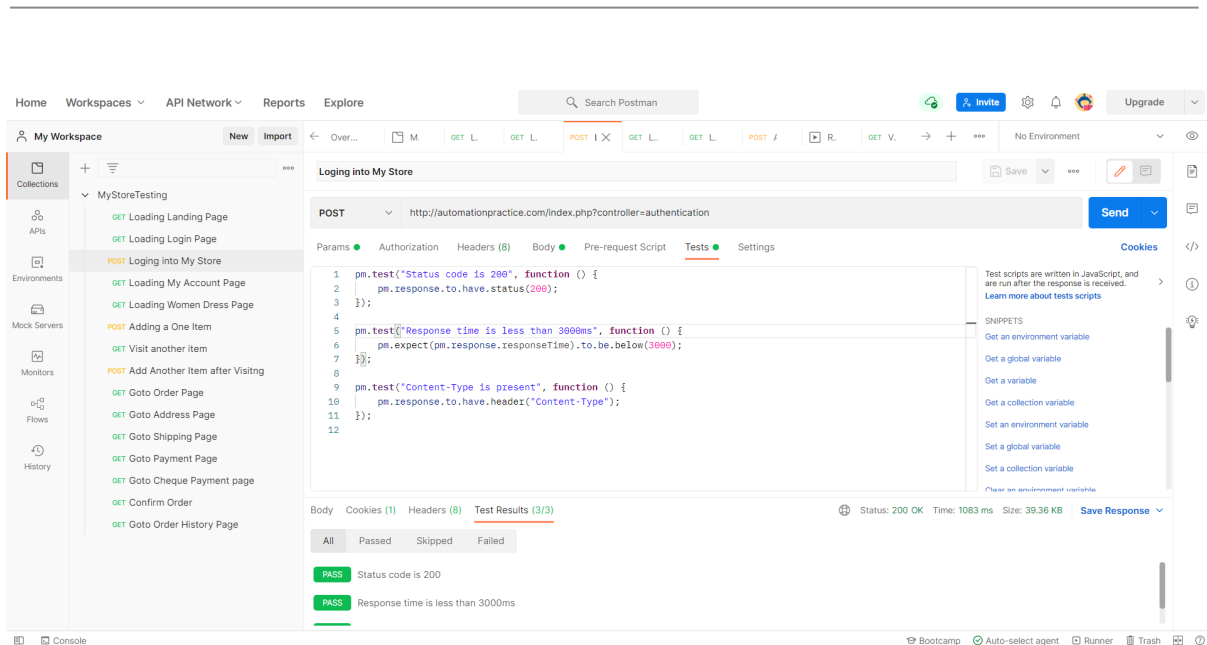 Home Workspaces API Network Reports Explore Search Postman Invite Upgrade
My Workspace New Import Over... M. GET L. GET L. POST l GET L.. GET L. POST A R. GET V. No Environment
Collections
APIs
Environments
Mock Servers
Monitors
Flows
History
MyStoreTesting
GET Loading Landing Page
GET Loading Login Page
POST Loging into My Store
GET Loading My Account Page
GET Loading Women Dress Page
POST Adding a One Item
GET Visit another item
POST Add Another Item after Visitng
GET Goto Order Page
GET Goto Address Page
GET Goto Shipping Page
GET Goto Payment Page
GET Goto Cheque Payment page
GET Confirm Order
GET Goto Order History Page
Loging into My Store Save
POST http://automationpractice.com/index.php?controller=authentication Send
Params Authorization Headers (8) Body Pre-request Script Tests Settings Cookies
1 pm.test("Status code is 200", function () {
2 pm.response.to.have.status(200);
3 });
4
5 pm.test("Response time is less than 3000ms", function () {
6 pm.expect(pm.response.responseTime).to.be.below(3000);
7 });
8
9 pm.test("Content-Type is present", function () {
10 pm.response.to.have.header("Content-Type");
11 });
12
Test scripts are written in JavaScript, and
are run after the response is received.
Learn more about tests scripts
SNIPPETS
Get an environment variable
Get a global variable
Get a variable
Get a collection variable
Set an environment variable
Set a global variable
Set a collection variable
Clear an environment variable
Body Cookies (1) Headers (8) Test Results (3/3) Status: 200 OK Time: 1083 ms Size: 39.36 KB Save Response
All Passed Skipped Failed
PASS Status code is 200
PASS Response time is less than 3000ms
Console Bootcamp Auto-select agent Runner Trash